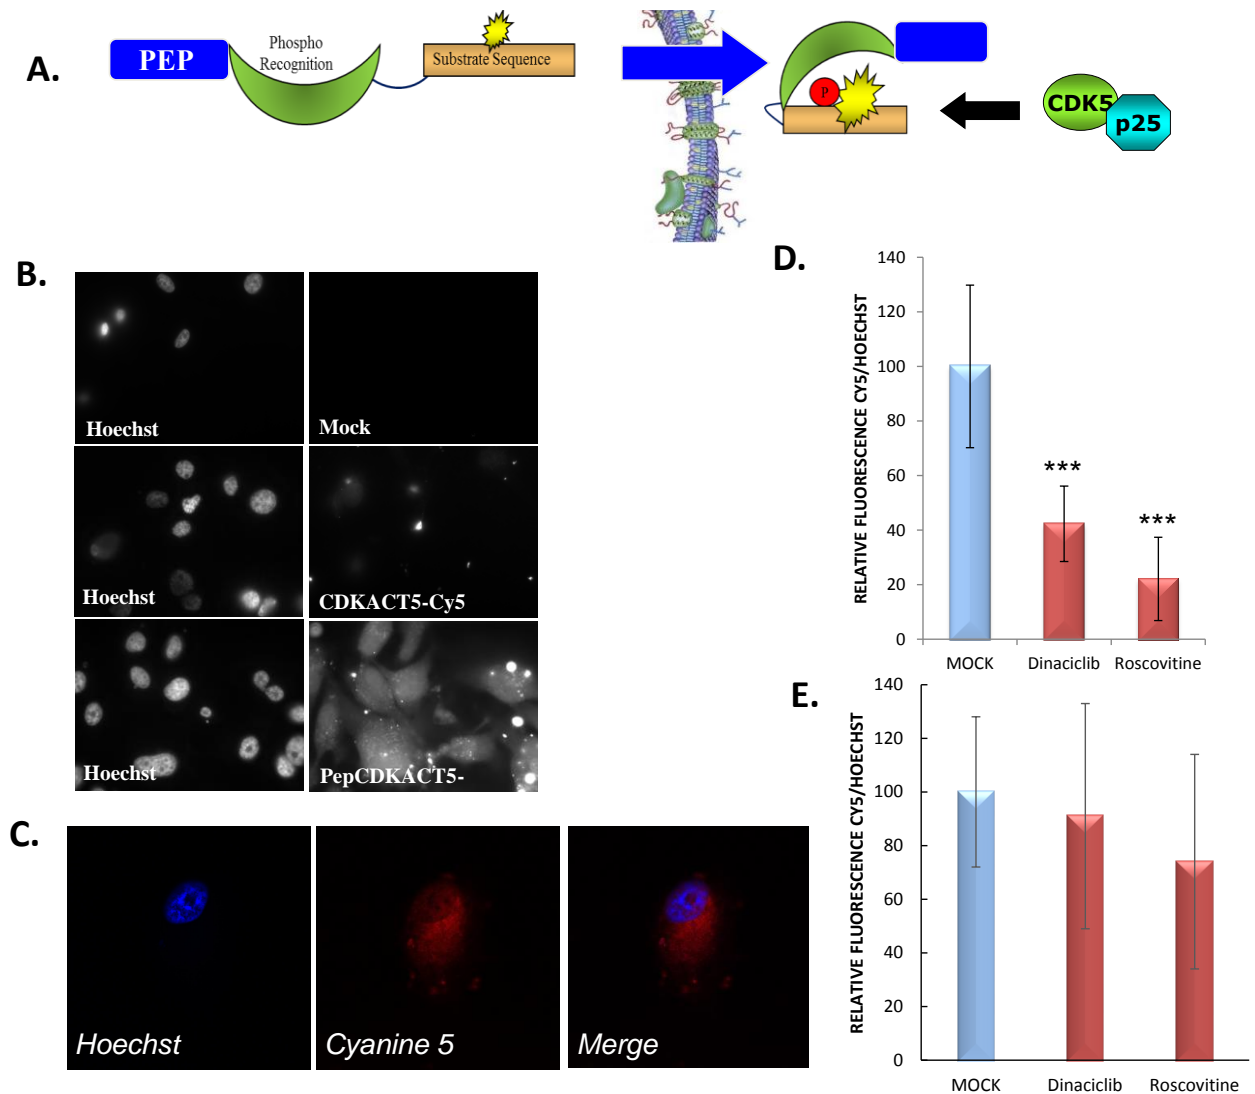 A.
PEP
Phospho
Recognition
Substrate Sequence
P
CDK5
p25
B.
Hoechst
Mock
Hoechst
CDKACT5-Cy5
Hoechst
PepCDKACT5-
C.
Hoechst
Cyanine 5
Merge
D.
RELATIVE FLUORESCENCE CY5/HOECHST
140
120
100
80
60
40
20
0
***
***
MOCK Dinaciclib Roscovitine
E.
RELATIVE FLUORESCENCE CY5/HOECHST
140
120
100
80
60
40
20
0
MOCK Dinaciclib Roscovitine